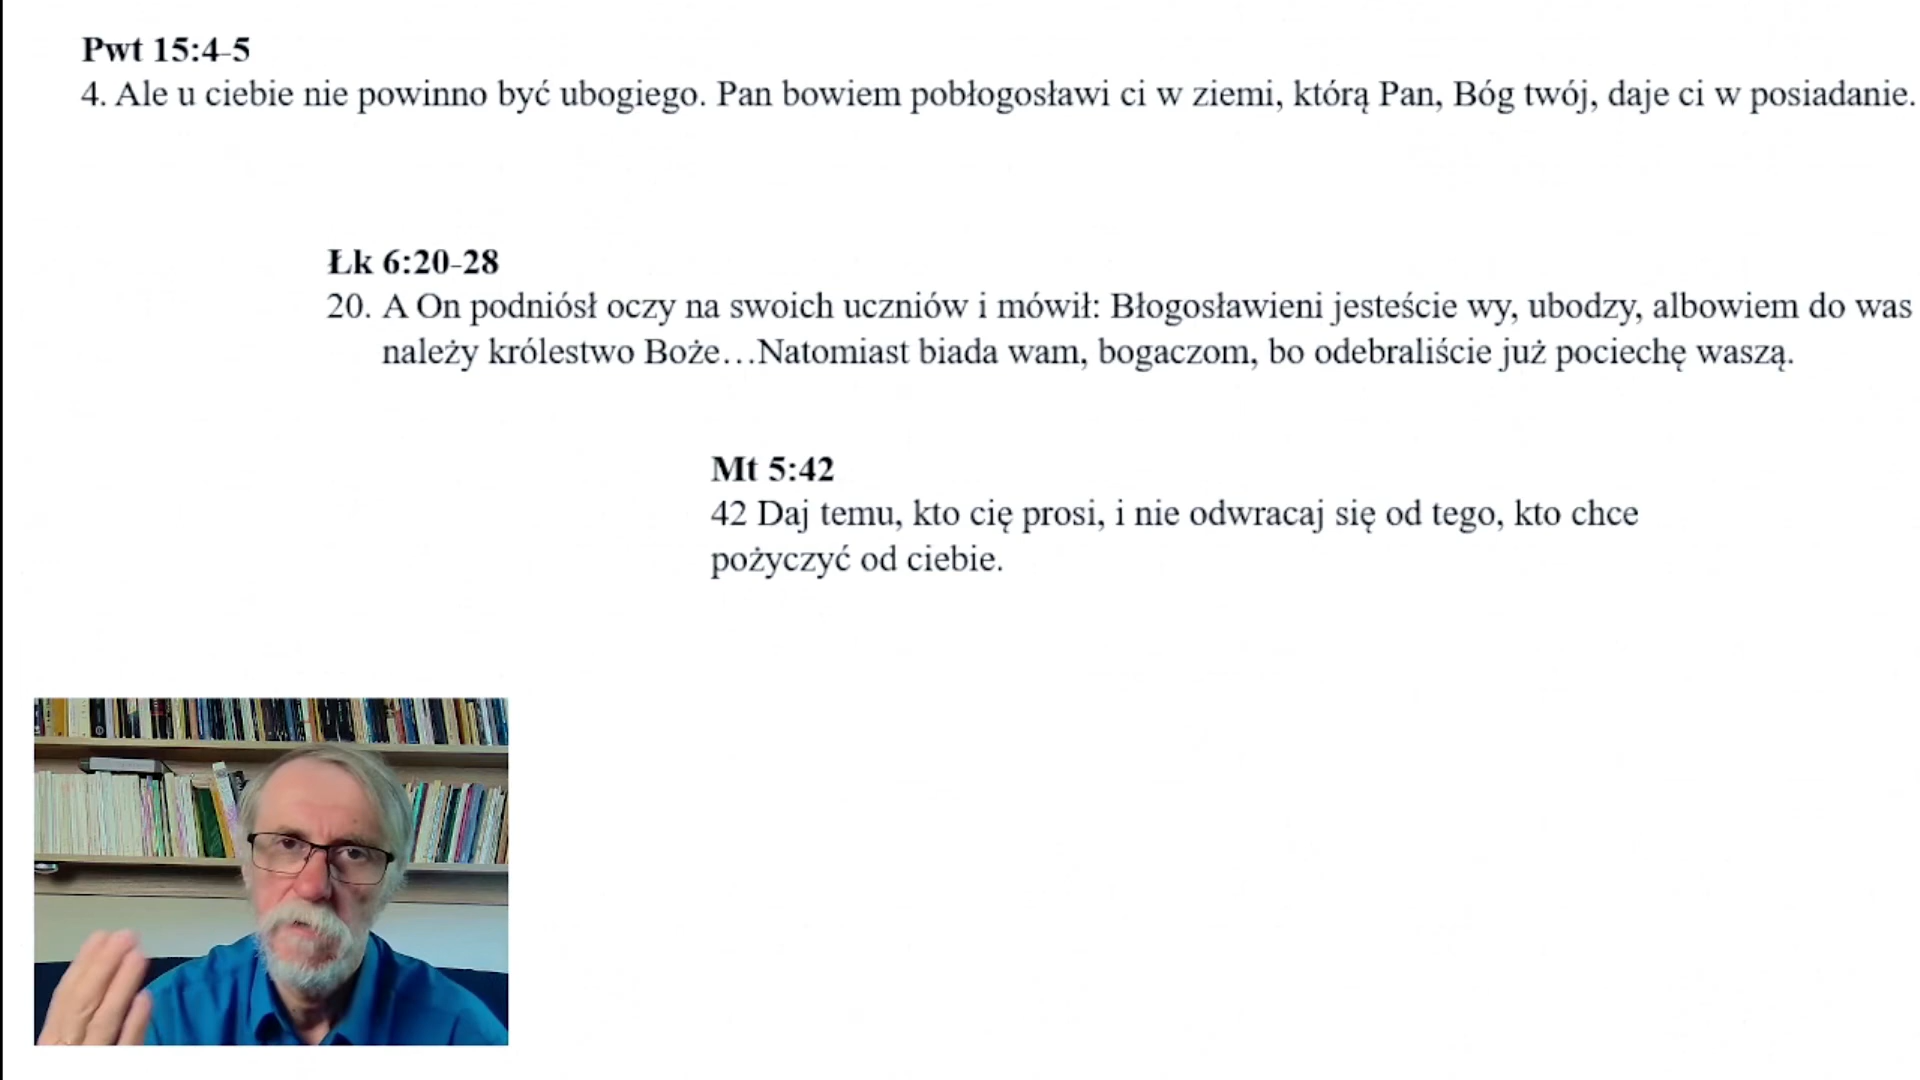 Pwt 15:4-5
4. Ale u ciebie nie powinno być ubogiego. Pan bowiem pobłogosławi ci w ziemi, którą Pan, Bóg twój, daje ci w posiadanie.
Łk 6:20-28
20. A On podniósł oczy na swoich uczniów i mówił: Błogosławieni jesteście wy, ubodzy, albowiem do was
należy królestwo Boże…Natomiast biada wam, bogaczom, bo odebraliście już pociechę waszą.
Mt 5:42
42 Daj temu, kto cię prosi, i nie odwracaj się od tego, kto chce
pożyczyć od ciebie.